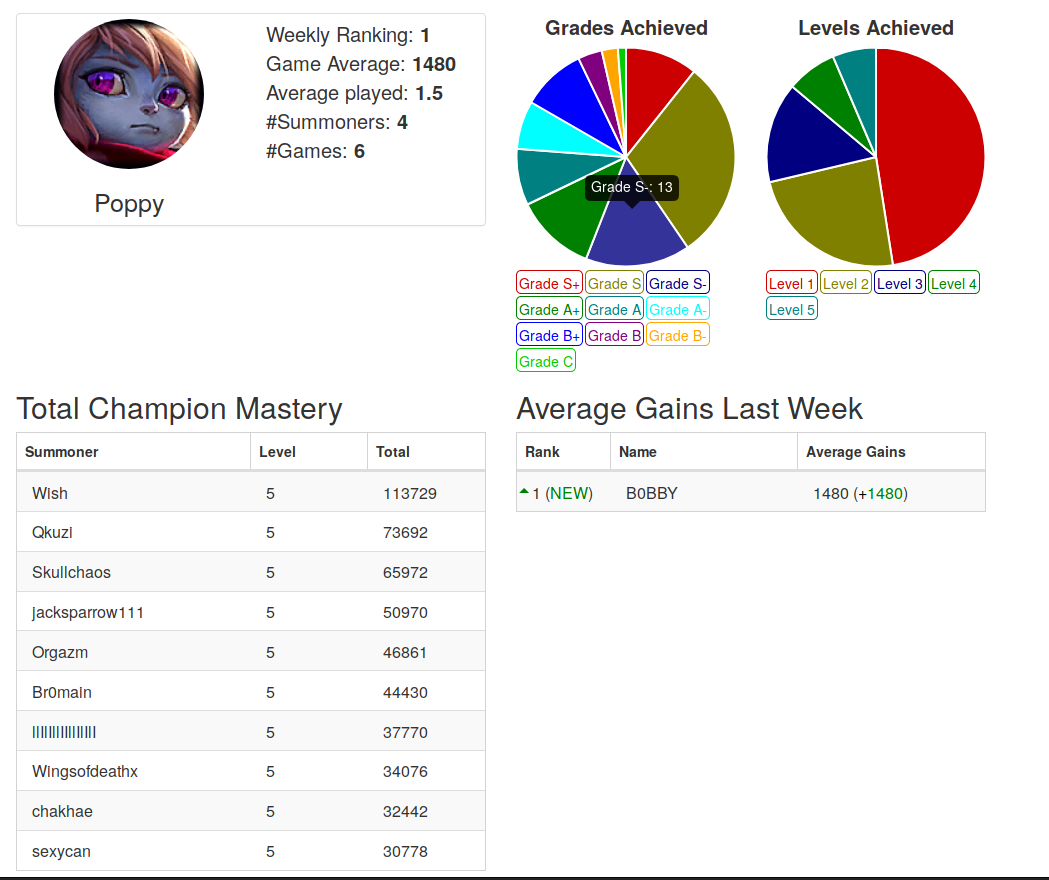 Weekly Ranking: 1
Game Average: 1480
Average played: 1.5
#Summoners: 4
#Games: 6
Poppy
Grades Achieved
Grade S-: 13
Grade S+ Grade S Grade S-
Grade A+ Grade A Grade A-
Grade B+ Grade B Grade B-
Grade C
Levels Achieved
Level 1 Level 2 Level 3 Level 4
Level 5
Total Champion Mastery
Summoner Level Total
Wish 5 113729
Qkuzi 5 73692
Skullchaos 5 65972
jacksparrow111 5 50970
Orgazm 5 46861
Br0main 5 44430
5 37770
Wingsofdeathx 5 34076
chakhae 5 32442
sexycan 5 30778
Average Gains Last Week
Rank Name Average Gains
1 (NEW) B0BBY 1480 (+1480)